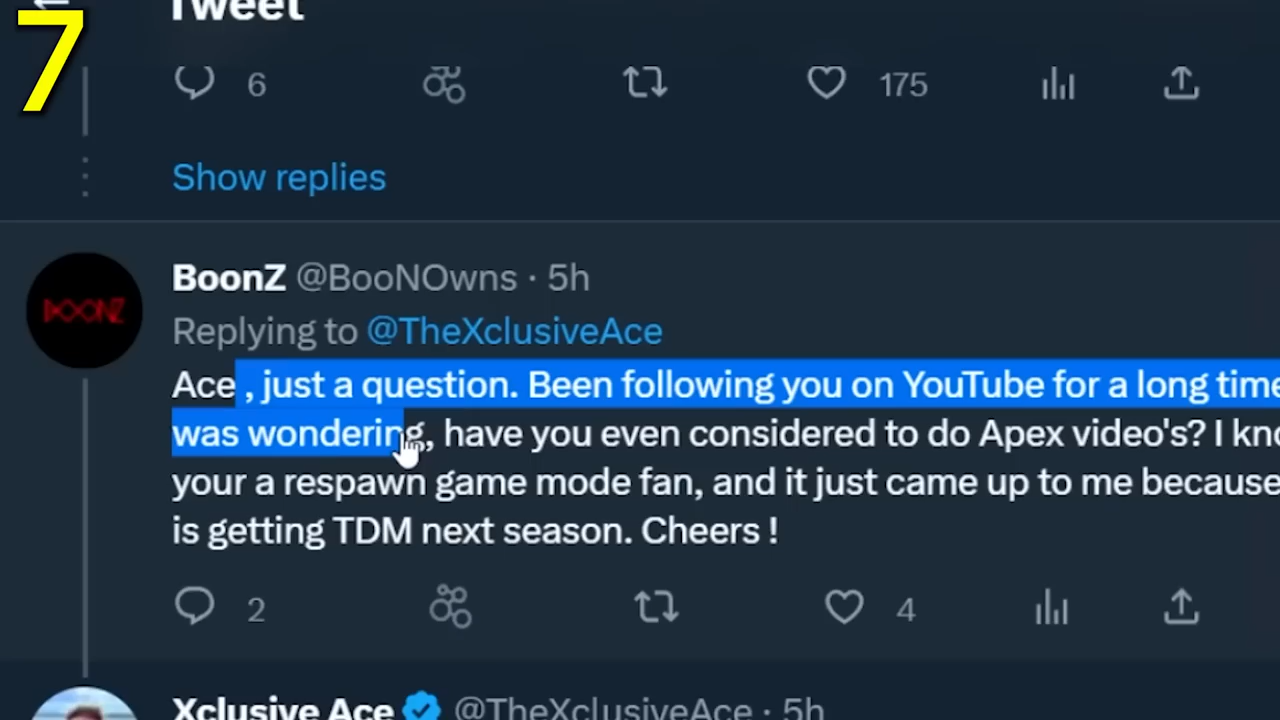 7
Tweet
6 175
Show replies
BoonZ @BooNOwns · 5h
BOONZ
Replying to @TheXclusiveAce
Ace , just a question. Been following you on YouTube for a long time
was wondering, have you even considered to do Apex video's? I
your a respawn game mode fan, and it just came up to me because
is getting TDM next season. Cheers !
2 4
Xclusive Ace @TheXclusiveAce · 5h